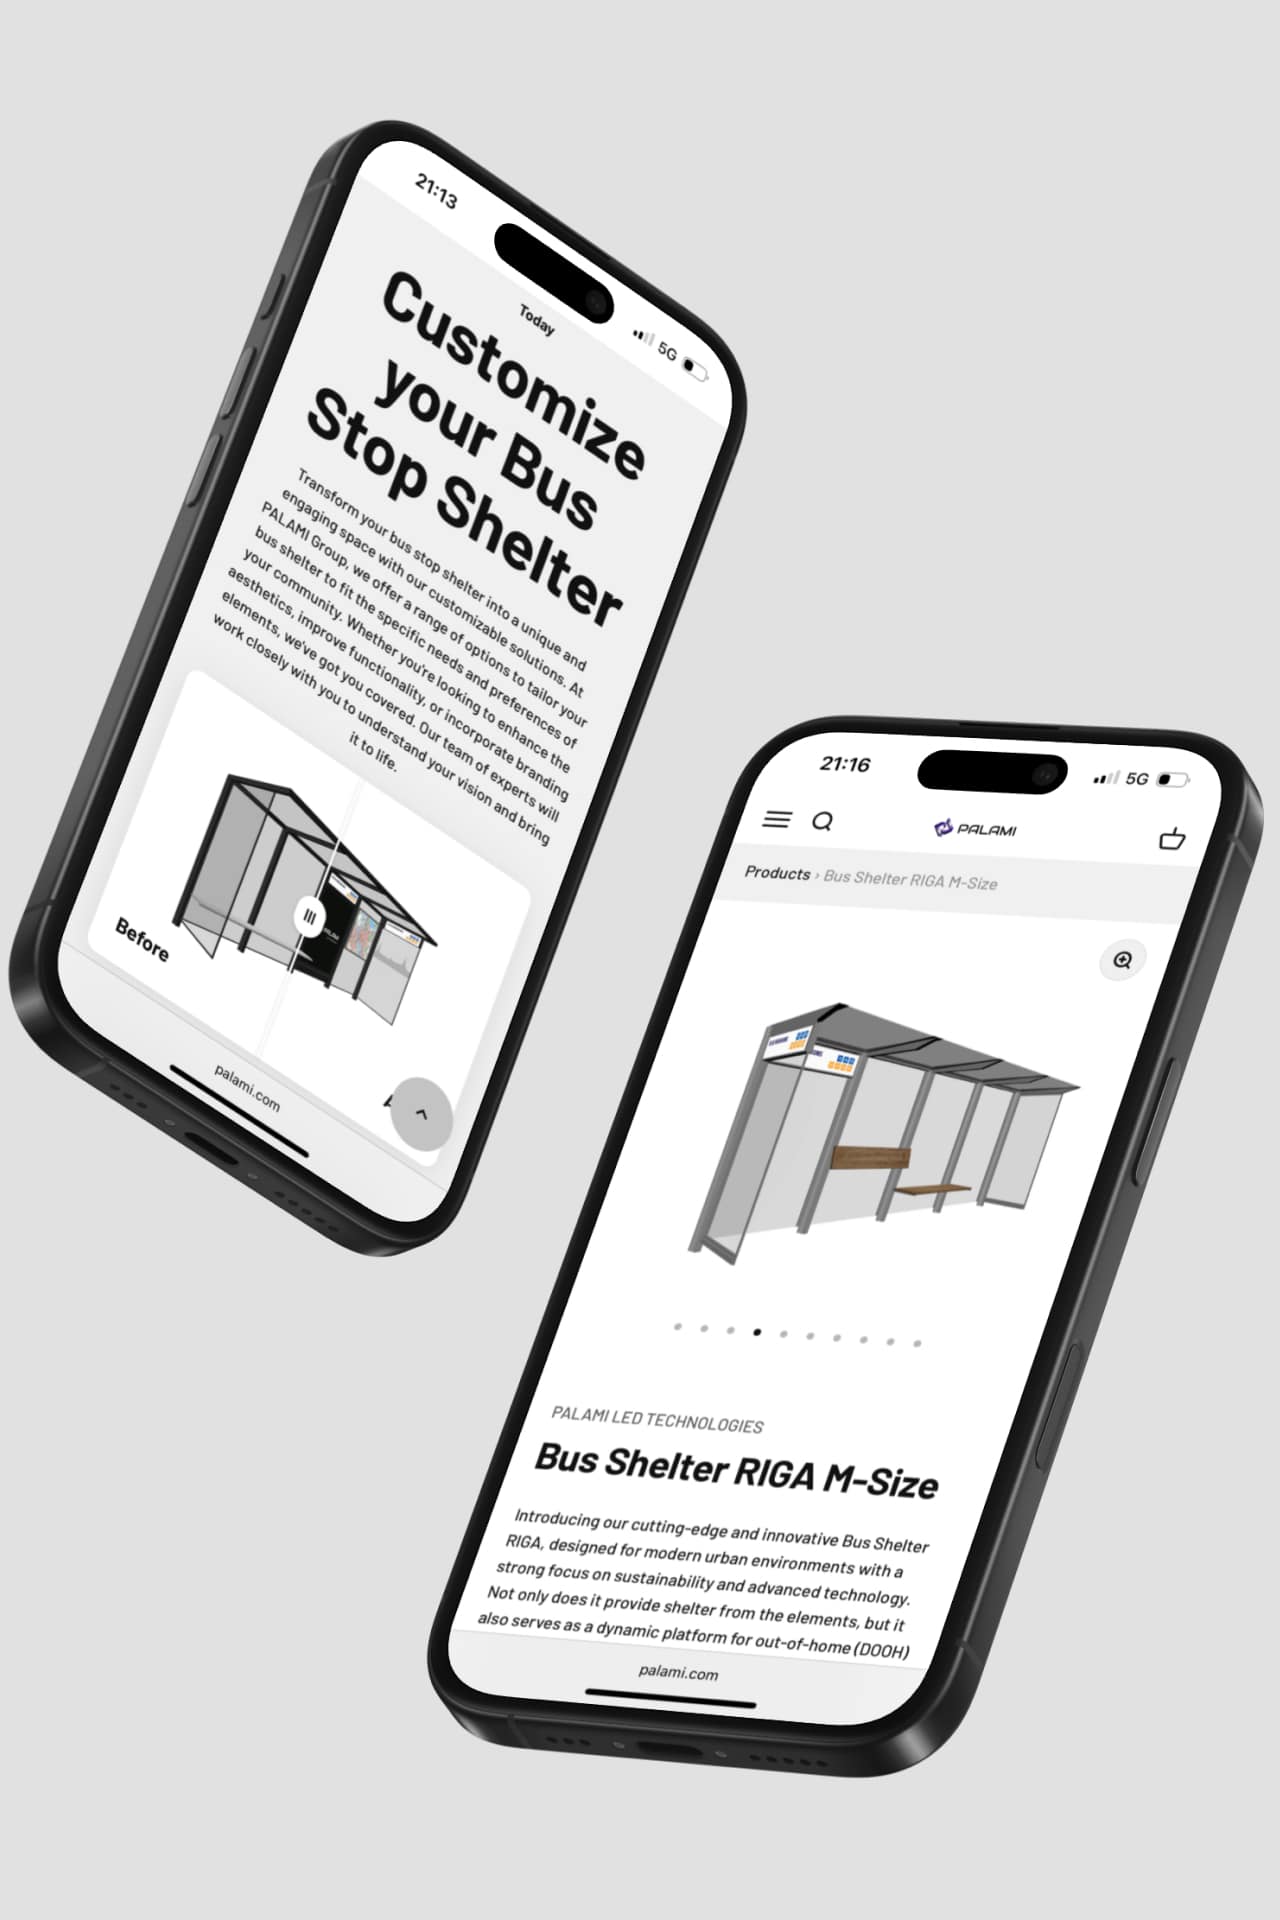 21:13
5G
Today
Customize
your Bus
Stop Shelter
Transform your bus stop shelter into a unique and
engaging space with our customizable solutions. At
PALAMI Group, we offer a range of options to tailor your
bus shelter to fit the specific needs and preferences of
your community. Whether you're looking to enhance the
aesthetics, improve functionality, or incorporate branding
elements, we've got you covered. Our team of experts will
work closely with you to understand your vision and bring
it to life.
Before
palami.com
21:16
5G
PALAMI
Products › Bus Shelter RIGA M-Size
PALAMI LED TECHNOLOGIES
Bus Shelter RIGA M-Size
Introducing our cutting-edge and innovative Bus Shelter
RIGA, designed for modern urban environments with a
strong focus on sustainability and advanced technology.
Not only does it provide shelter from the elements, but it
also serves as a dynamic platform for out-of-home (DOOH)
palami.com